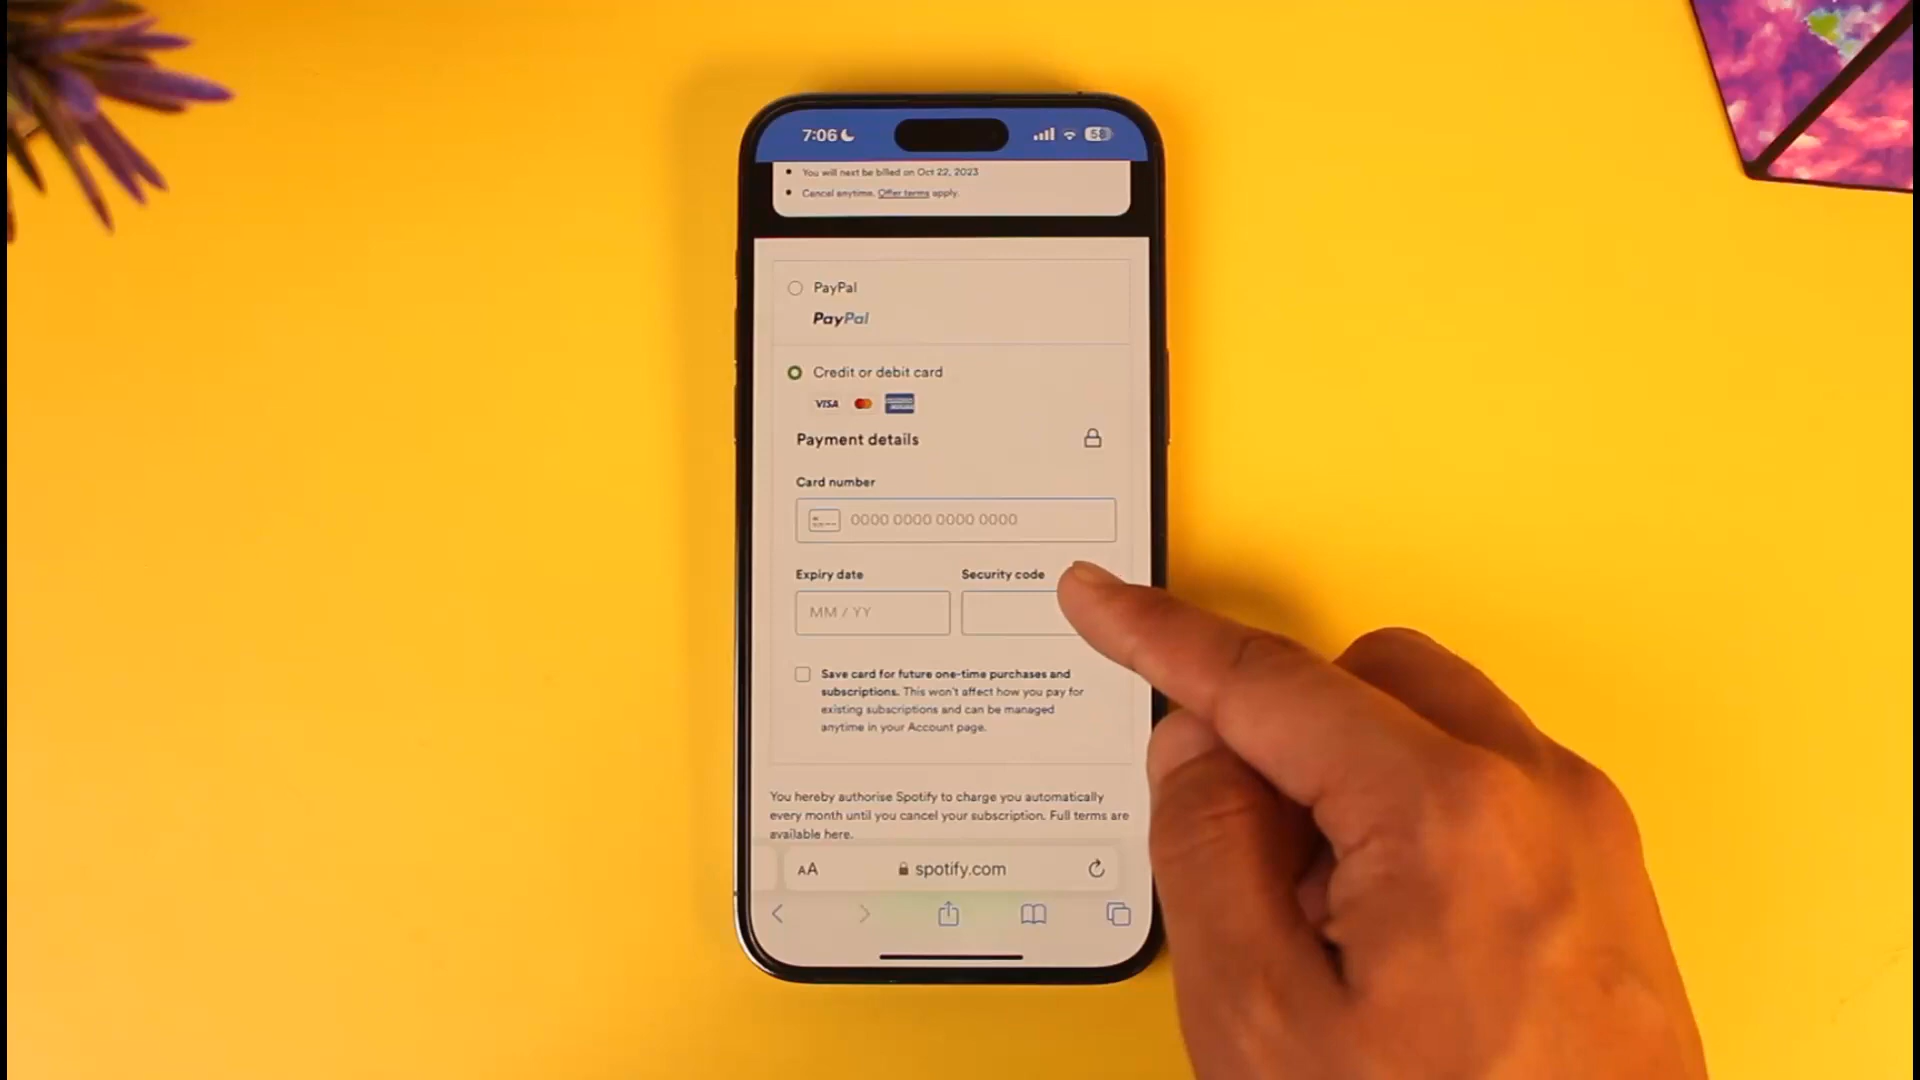 7:06
58
You will next be billed on Oct 22, 2023
Cancel anytime. Offer terms apply.
PayPal
PayPal
Credit or debit card
VISA
Payment details
Card number
0000 0000 0000 0000
Expiry date
Security code
MM / YY
Save card for future one-time purchases and
subscriptions. This won't affect how you pay for
existing subscriptions and can be managed
anytime in your Account page.
You hereby authorise Spotify to charge you automatically
every month until you cancel your subscription. Full terms are
available here.
AA
spotify.com